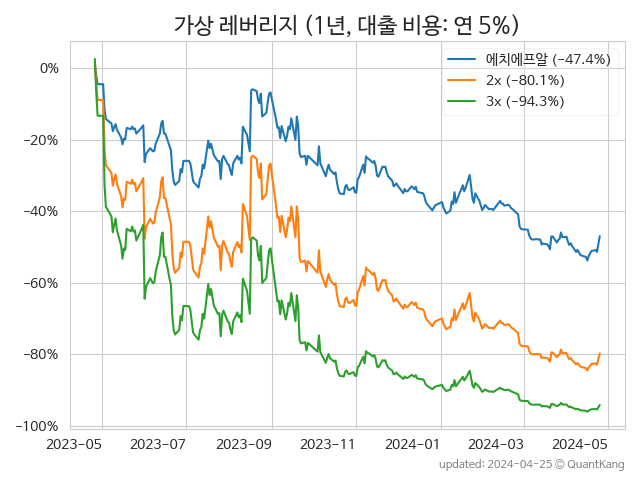 가상 레버리지 (1년, 대출 비용: 연 5%)
에치에프알 (−47.4%)
2x (−80.1%)
3x (−94.3%)
0%
−20%
−40%
−60%
−80%
−100%
2023-05 2023-07 2023-09 2023-11 2024-01 2024-03 2024-05
updated: 2024-04-25 © QuantKang